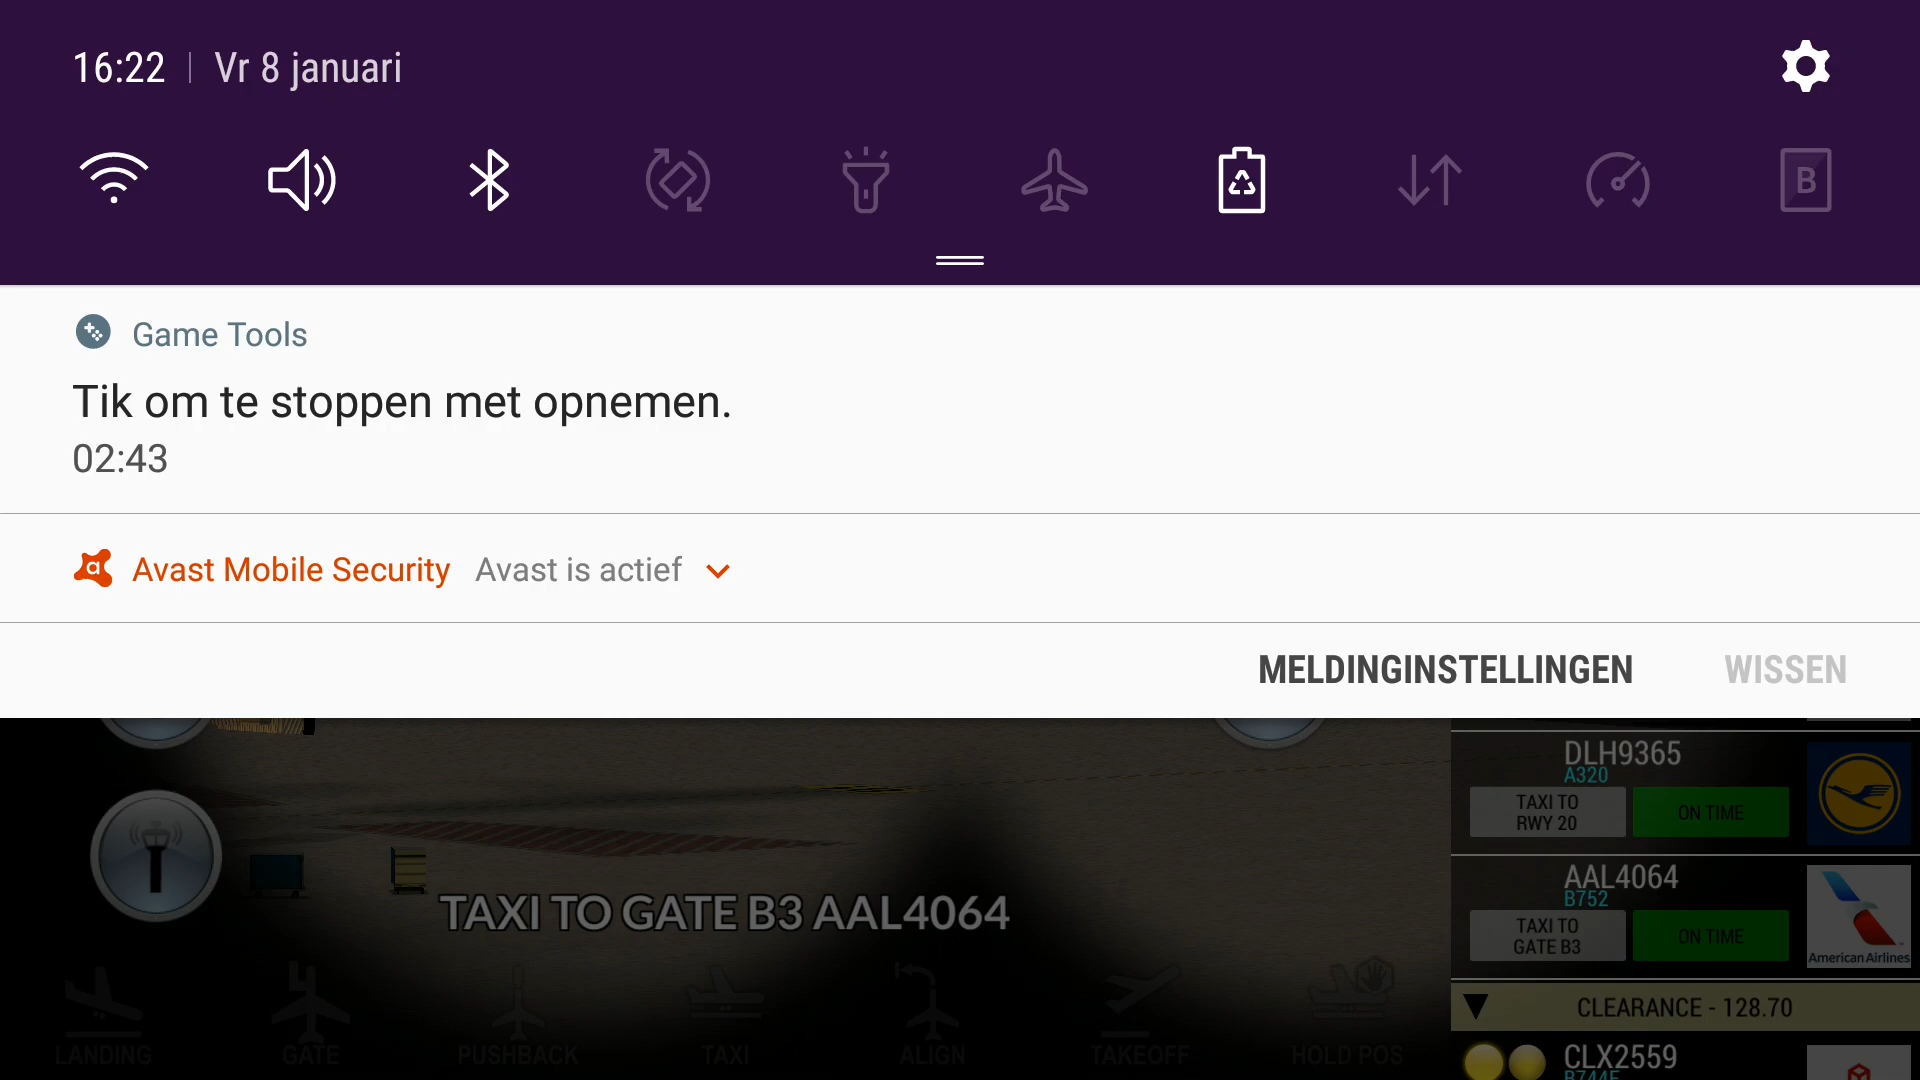 16:22 | Vr 8 januari
B
Game Tools
Tik om te stoppen met opnemen.
02:43
Avast Mobile Security Avast is actief
MELDINGINSTELLINGEN WISSEN
DLH9365
A320
TAXI TO
RWY 20
ON TIME
AAL4064
B752
TAXI TO
GATE B3
ON TIME
American Airlines
TAXI TO GATE B3 AAL4064
CLEARANCE - 128.70
CLX2559
B744F
LANDING GATE PUSHBACK TAXI ALIGN TAKEOFF HOLD POS